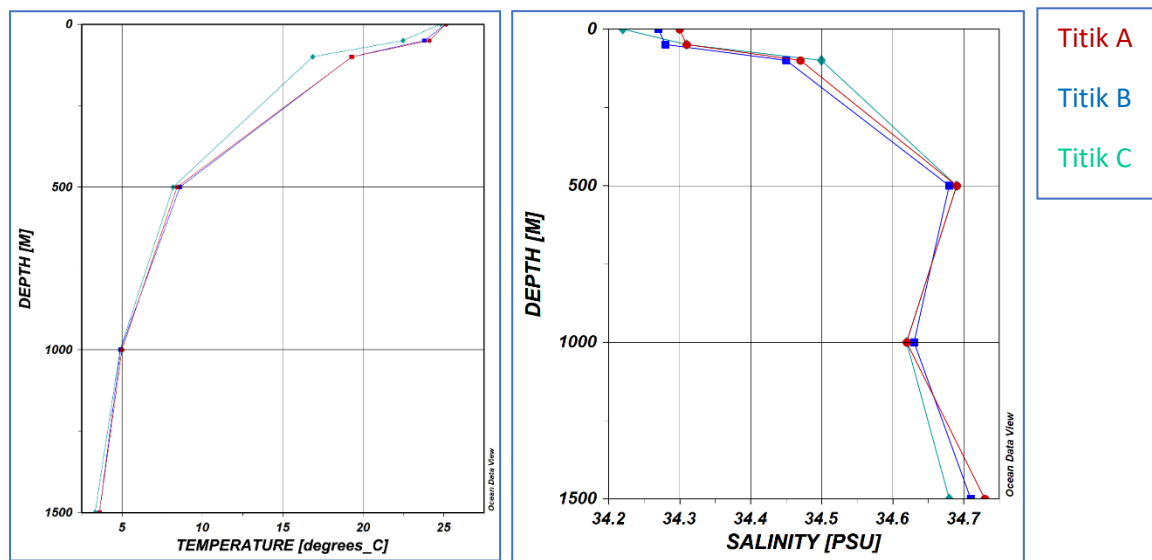 0
500
1000
1500
DEPTH [M]
5
10
15
20
25
TEMPERATURE [degrees_C]
Ocean Data View
0
500
1000
1500
DEPTH [M]
34.2
34.3
34.4
34.5
34.6
34.7
SALINITY [PSU]
Ocean Data View
Titik A
Titik B
Titik C